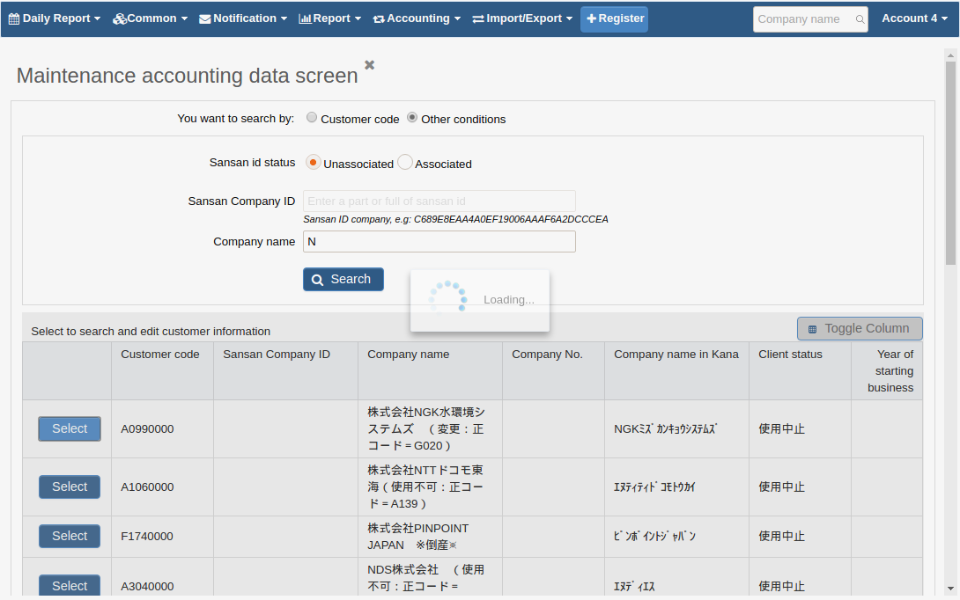 Daily Report Common Notification Report Accounting Import/Export Register Company name Account 4
Maintenance accounting data screen
You want to search by: Customer code Other conditions
Sansan id status Unassociated Associated
Sansan Company ID Enter a part or full of sansan id
Sansan ID company, e.g: C689E8EAA4A0EF19006AAAF6A2DCCCEA
Company name N
Search
Loading...
Select to search and edit customer information Toggle Column
Customer code Sansan Company ID Company name Company No. Company name in Kana Client status Year of
starting
business
株式会社NGK水環境シ
Select A0990000 ステムズ （変更：正 NGKﾐｽﾞｶﾝｷｮｳｼｽﾃﾑｽﾞ 使用中止
コード＝G020）
株式会社NTTドコモ東
Select A1060000 海（使用不可：正コー ｴﾇﾃｨﾃｨﾄﾞｺﾓﾄｳｶｲ 使用中止
ド＝A139）
株式会社PINPOINT
Select F1740000 JAPAN ※倒産※ ﾋﾟﾝﾎﾟｲﾝﾄｼﾞｬﾊﾟﾝ 使用中止
NDS株式会社 （使用
Select A3040000 不可：正コード＝ ｴﾇﾃﾞｨｴｽ 使用中止